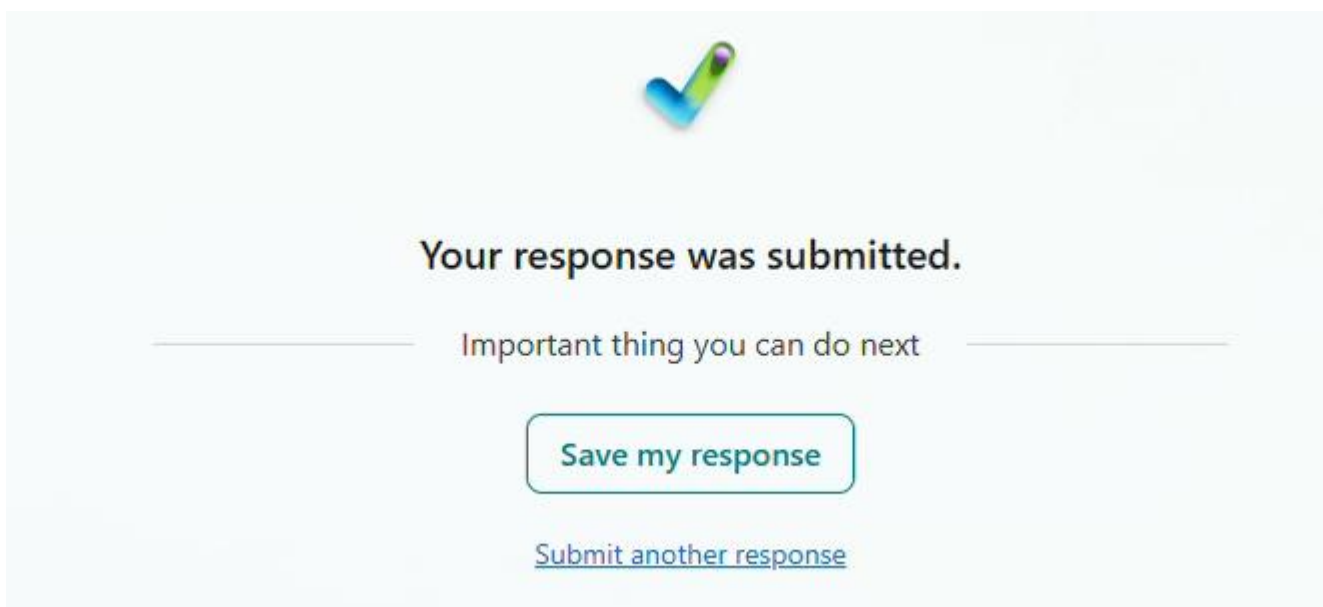 Your response was submitted.
Important thing you can do next
Save my response
Submit another response